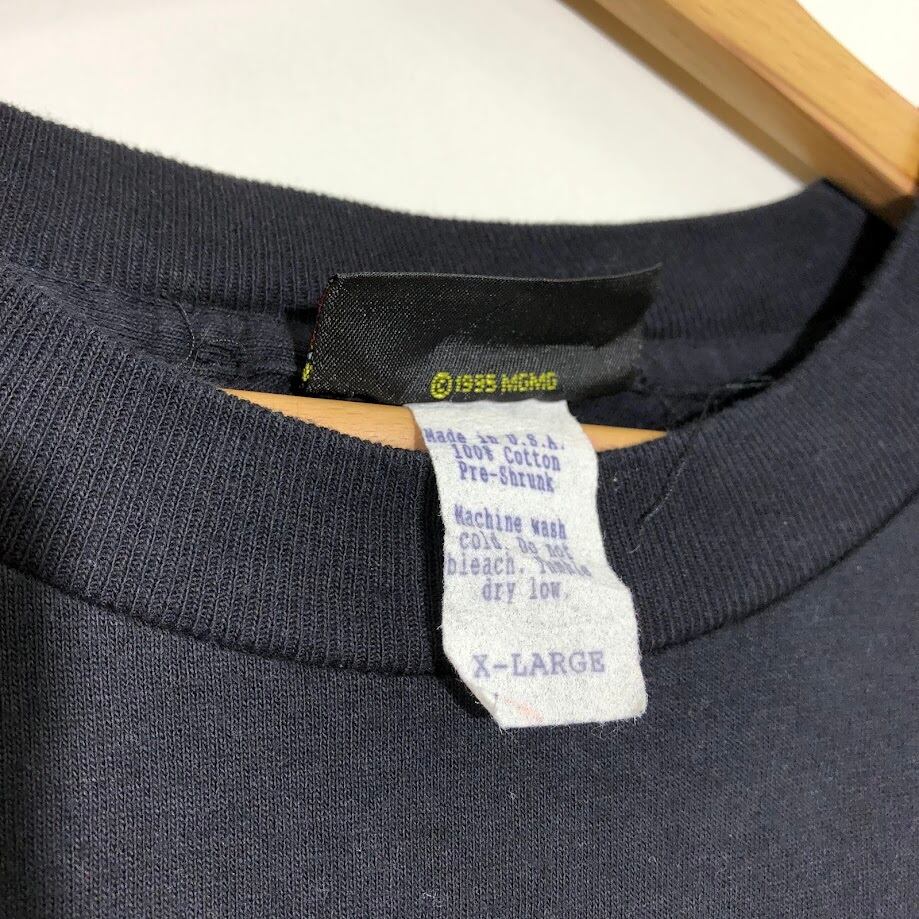 © 1995 MGMG
Made in U.S.A.
100% Cotton
Pre-Shrunk
Machine wash
cold. Do not
bleach. Tumble
dry low.
X-LARGE